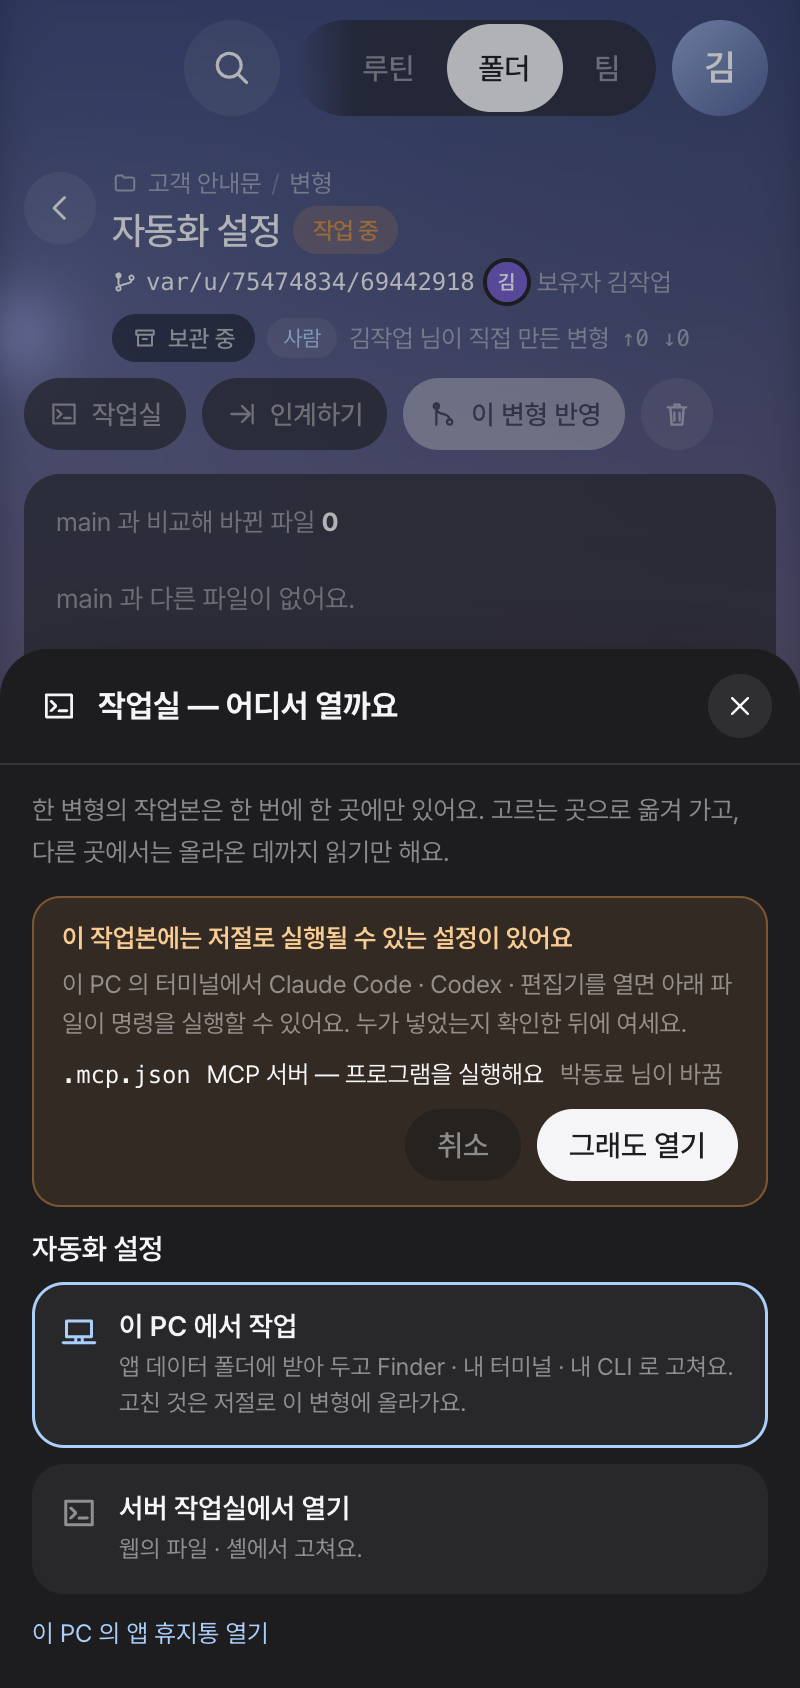 루틴 폴더 팀 김
고객 안내문 / 변형
자동화 설정 작업 중
var/u/75474834/69442918 김 보유자 김작업
보관 중 사람 김작업 님이 직접 만든 변형 ↑0 ↓0
작업실 인계하기 이 변형 반영
main 과 비교해 바뀐 파일 0
main 과 다른 파일이 없어요.
작업실 — 어디서 열까요
한 변형의 작업본은 한 번에 한 곳에만 있어요. 고르는 곳으로 옮겨 가고,
다른 곳에서는 올라온 데까지 읽기만 해요.
이 작업본에는 저절로 실행될 수 있는 설정이 있어요
이 PC 의 터미널에서 Claude Code · Codex · 편집기를 열면 아래 파
일이 명령을 실행할 수 있어요. 누가 넣었는지 확인한 뒤에 여세요.
.mcp.json MCP 서버 — 프로그램을 실행해요 박동료 님이 바꿈
취소 그래도 열기
자동화 설정
이 PC 에서 작업
앱 데이터 폴더에 받아 두고 Finder · 내 터미널 · 내 CLI 로 고쳐요.
고친 것은 저절로 이 변형에 올라가요.
서버 작업실에서 열기
웹의 파일 · 셸에서 고쳐요.
이 PC 의 앱 휴지통 열기